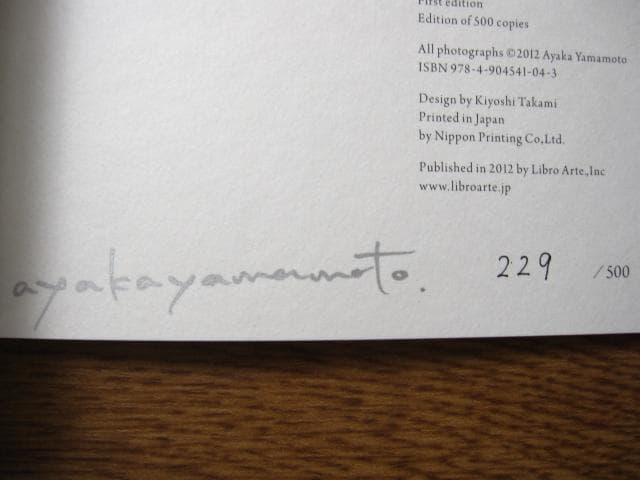 First edition
Edition of 500 copies
All photographs ©2012 Ayaka Yamamoto
ISBN 978-4-904541-04-3
Design by Kiyoshi Takami
Printed in Japan
by Nippon Printing Co,Ltd.
Published in 2012 by Libro Arte.,Inc
www.libroarte.jp
ayakayamamoto.
229 /500